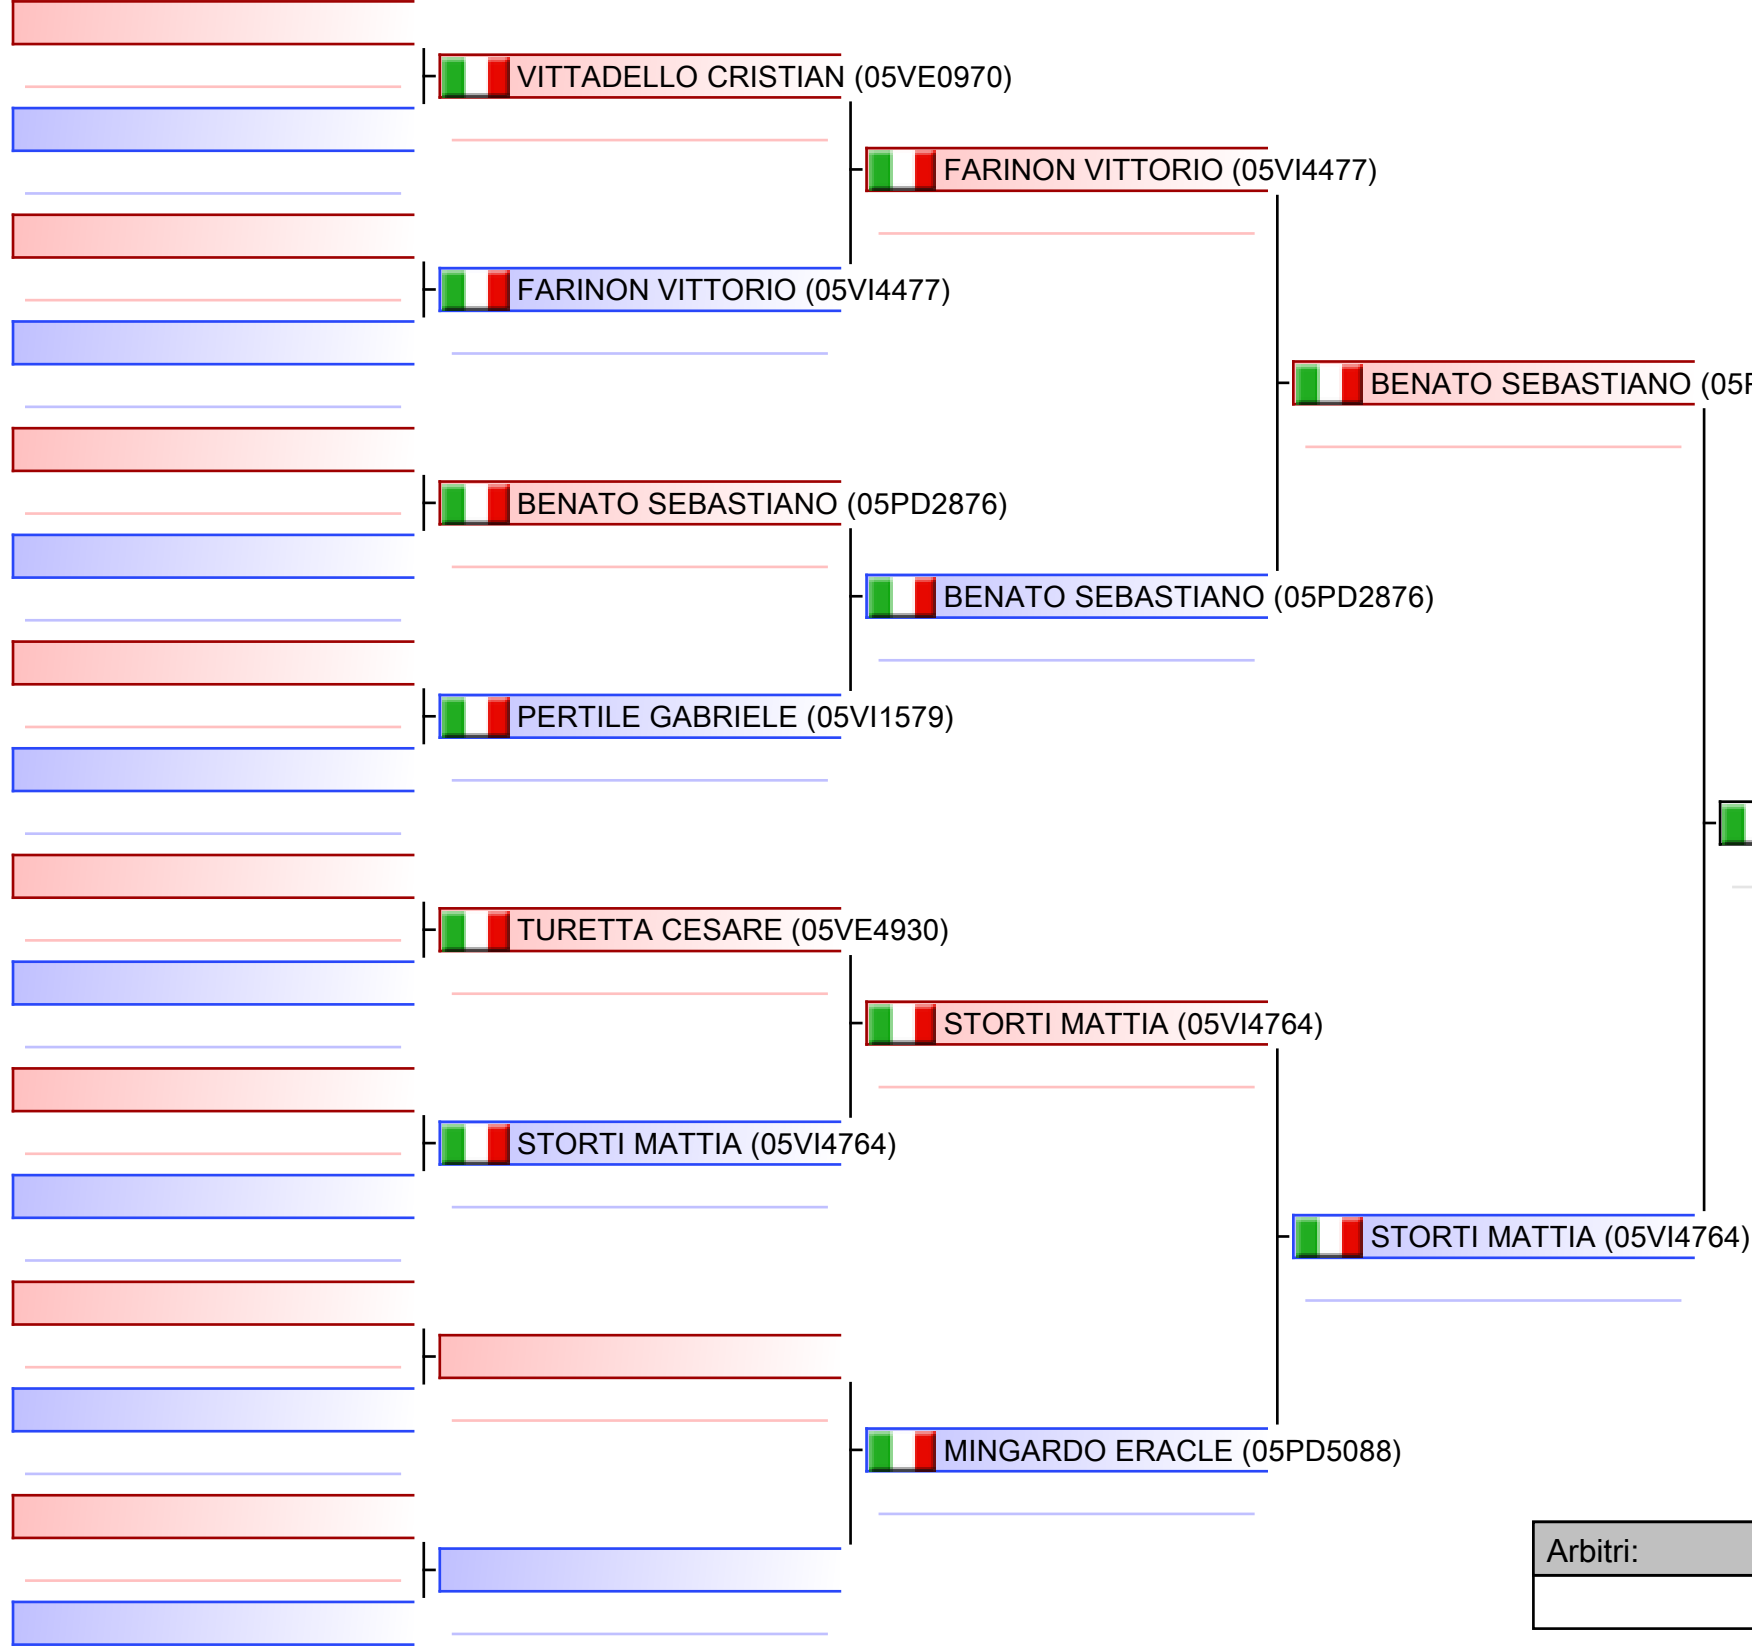 VITTADELLO CRISTIAN (05VE0970)
FARINON VITTORIO (05VI4477)
FARINON VITTORIO (05VI4477)
BENATO SEBASTIANO (05
BENATO SEBASTIANO (05PD2876)
BENATO SEBASTIANO (05PD2876)
PERTILE GABRIELE (05VI1579)
TURETTA CESARE (05VE4930)
STORTI MATTIA (05VI4764)
STORTI MATTIA (05VI4764)
STORTI MATTIA (05VI4764)
MINGARDO ERACLE (05PD5088)
Arbitri: